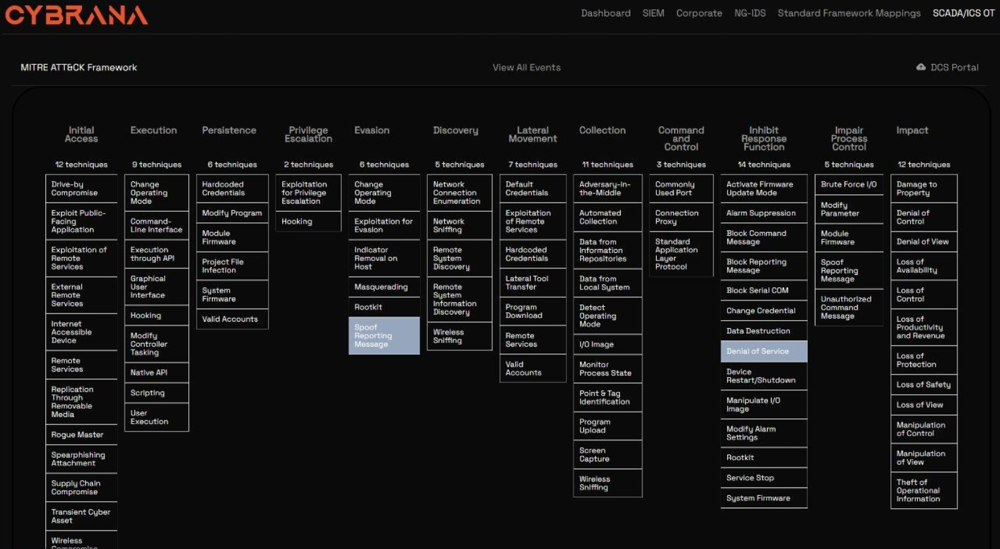 CYBRANA
Dashboard SIEM Corporate NG-IDS Standard Framework Mappings SCADA/ICS OT
MITRE ATT&CK Framework
View All Events
DCS Portal
Initial
Access
12 techniques
Drive-by
Compromise
Exploit Public-
Facing
Application
Exploitation of
Remote
Services
External
Remote
Services
Internet
Accessible
Device
Remote
Services
Replication
Through
Removable
Media
Rogue Master
Spearphishing
Attachment
Supply Chain
Compromise
Transient Cyber
Asset
Wireless
Compromise
Execution
9 techniques
Change
Operating
Mode
Command-
Line Interface
Execution
through API
Graphical
User
Interface
Hooking
Modify
Controller
Tasking
Native API
Scripting
User
Execution
Persistence
6 techniques
Hardcoded
Credentials
Modify Program
Module
Firmware
Project File
Infection
System
Firmware
Valid Accounts
Privilege
Escalation
2 techniques
Exploitation
for Privilege
Escalation
Hooking
Evasion
6 techniques
Change
Operating
Mode
Exploitation for
Evasion
Indicator
Removal on
Host
Masquerading
Rootkit
Spoof
Reporting
Message
Discovery
5 techniques
Network
Connection
Enumeration
Network
Sniffing
Remote
System
Discovery
Remote
System
Information
Discovery
Wireless
Sniffing
Lateral
Movement
7 techniques
Default
Credentials
Exploitation
of Remote
Services
Hardcoded
Credentials
Lateral Tool
Transfer
Program
Download
Remote
Services
Valid
Accounts
Collection
11 techniques
Adversary-in-
the-Middle
Automated
Collection
Data from
Information
Repositories
Data from
Local System
Detect
Operating
Mode
I/O Image
Monitor
Process State
Point & Tag
Identification
Program
Upload
Screen
Capture
Wireless
Sniffing
Command
and
Control
3 techniques
Commonly
Used Port
Connection
Proxy
Standard
Application
Layer
Protocol
Inhibit
Response
Function
14 techniques
Activate Firmware
Update Mode
Alarm Suppression
Block Command
Message
Block Reporting
Message
Block Serial COM
Change Credential
Data Destruction
Denial of Service
Device
Restart/Shutdown
Manipulate I/O
Image
Modify Alarm
Settings
Rootkit
Service Stop
System Firmware
Impair
Process
Control
5 techniques
Brute Force I/O
Modify
Parameter
Module
Firmware
Spoof
Reporting
Message
Unauthorized
Command
Message
Impact
12 techniques
Damage to
Property
Denial of
Control
Denial of View
Loss of
Availability
Loss of
Control
Loss of
Productivity
and Revenue
Loss of
Protection
Loss of Safety
Loss of View
Manipulation
of Control
Manipulation
of View
Theft of
Operational
Information